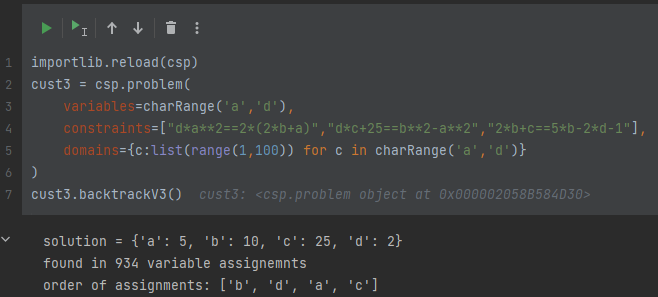 1 importlib.reload(csp)
2 cust3 = csp.problem(
3 variables=charRange('a','d'),
4 constraints=["d*a**2==2*(2*b+a)","d*c+25==b**2-a**2","2*b+c==5*b-2*d-1"],
5 domains={c:list(range(1,100)) for c in charRange('a','d')}
6 )
7 cust3.backtrackV3() cust3: <csp.problem object at 0x000002058B584D30>
solution = {'a': 5, 'b': 10, 'c': 25, 'd': 2}
found in 934 variable assignemnts
order of assignments: ['b', 'd', 'a', 'c']